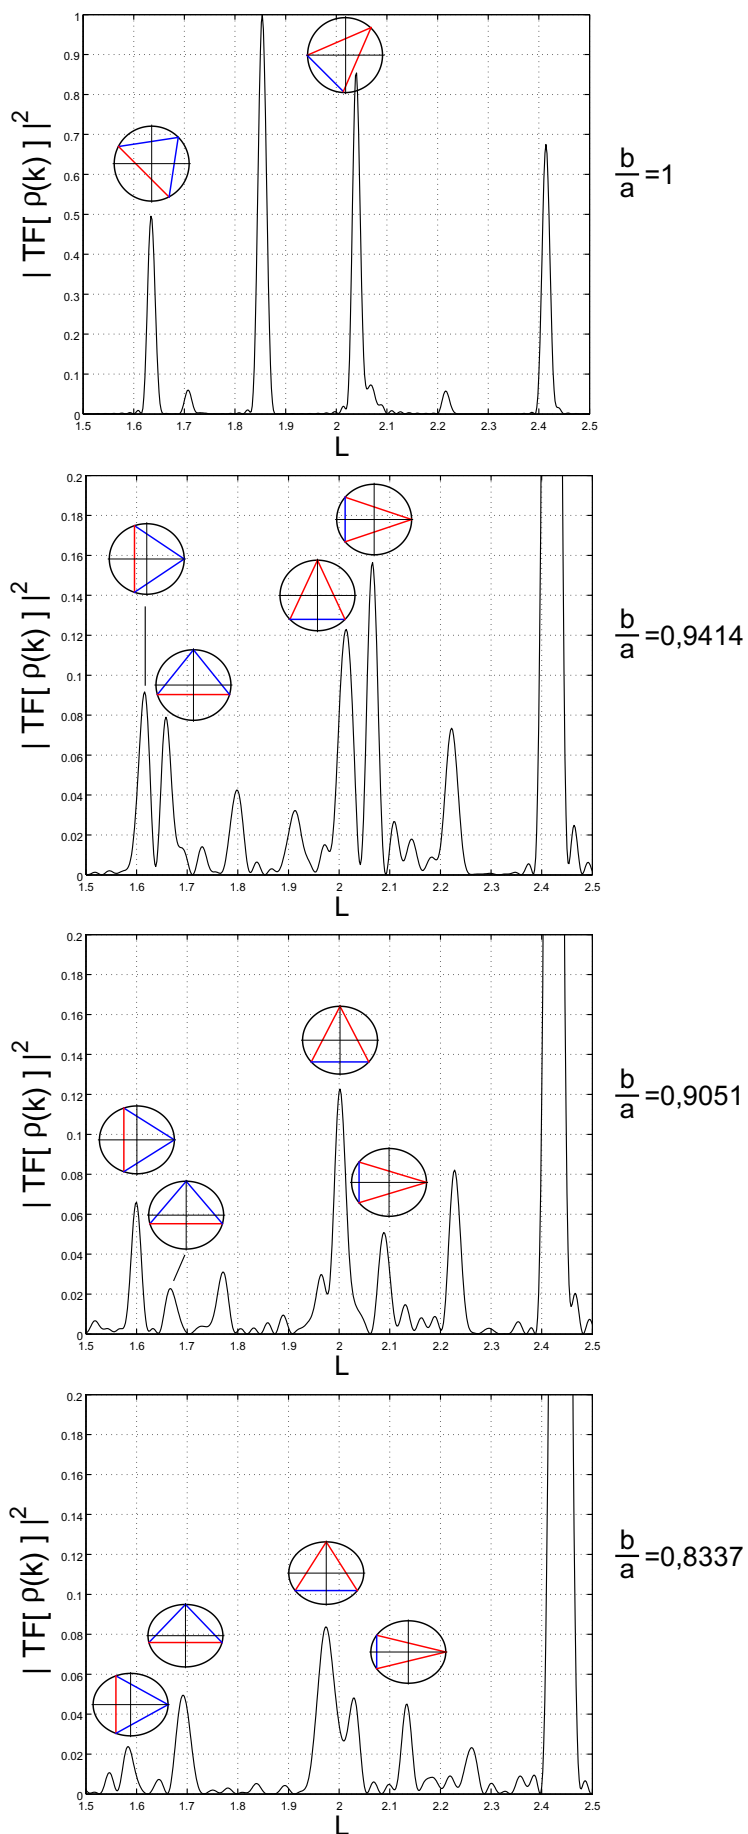 1
0.9
0.8
0.7
0.6
0.5
0.4
0.3
0.2
0.1
0
1.5 1.6 1.7 1.8 1.9 2 2.1 2.2 2.3 2.4 2.5
L
| TF[ ρ(k) ] |²
b/a =1
0.2
0.18
0.16
0.14
0.12
0.1
0.08
0.06
0.04
0.02
0
1.5 1.6 1.7 1.8 1.9 2 2.1 2.2 2.3 2.4 2.5
L
| TF[ ρ(k) ] |²
b/a =0,9414
0.2
0.18
0.16
0.14
0.12
0.1
0.08
0.06
0.04
0.02
0
1.5 1.6 1.7 1.8 1.9 2 2.1 2.2 2.3 2.4 2.5
L
| TF[ ρ(k) ] |²
b/a =0,9051
0.2
0.18
0.16
0.14
0.12
0.1
0.08
0.06
0.04
0.02
0
1.5 1.6 1.7 1.8 1.9 2 2.1 2.2 2.3 2.4 2.5
L
| TF[ ρ(k) ] |²
b/a =0,8337